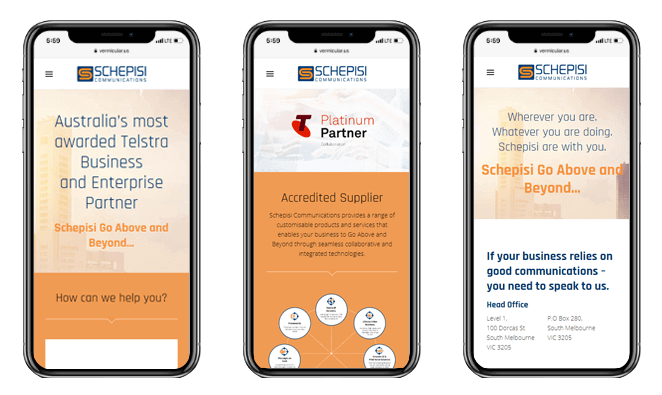 5:59
LTE
vermicular.us
SCHEPISI
COMMUNICATIONS
Australia's most
awarded Telstra
Business
and Enterprise
Partner
Schepisi Go Above and
Beyond...
How can we help you?
5:59
LTE
vermicular.us
SCHEPISI
COMMUNICATIONS
Platinum
Partner
Accredited Supplier
Schepisi Communications provides a range of
customisable products and services that
enables your business to Go Above and
Beyond through seamless collaborative and
integrated technologies.
5:59
LTE
vermicular.us
SCHEPISI
COMMUNICATIONS
Wherever you are.
Whatever you are doing.
Schepisi are with you.
Schepisi Go Above and
Beyond...
If your business relies on
good communications –
you need to speak to us.
Head Office
Level 1,
100 Dorcas St
South Melbourne
VIC 3205
P.O Box 280,
South Melbourne
VIC 3205